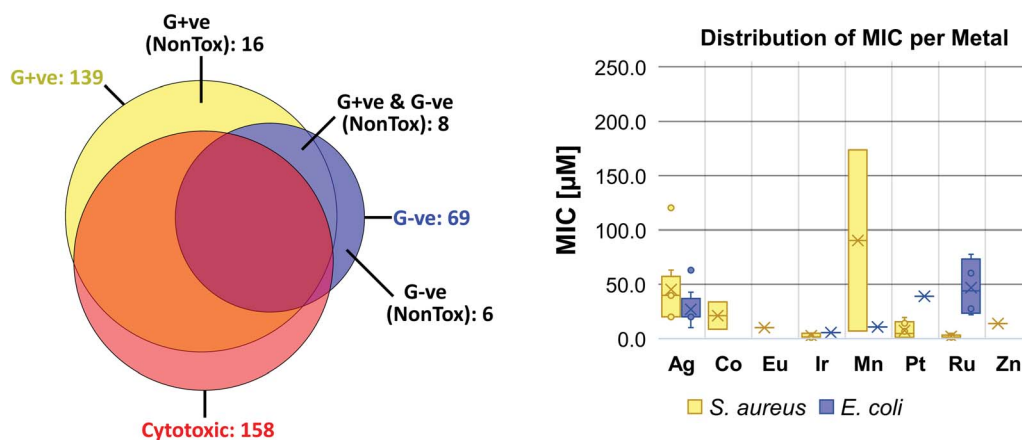 G+ve
(NonTox): 16
G+ve: 139
G+ve & G-ve
(NonTox): 8
G-ve: 69
G-ve
(NonTox): 6
Cytotoxic: 158
Distribution of MIC per Metal
MIC [µM]
250.0
200.0
150.0
100.0
50.0
0.0
Ag Co Eu Ir Mn Pt Ru Zn
S. aureus E. coli